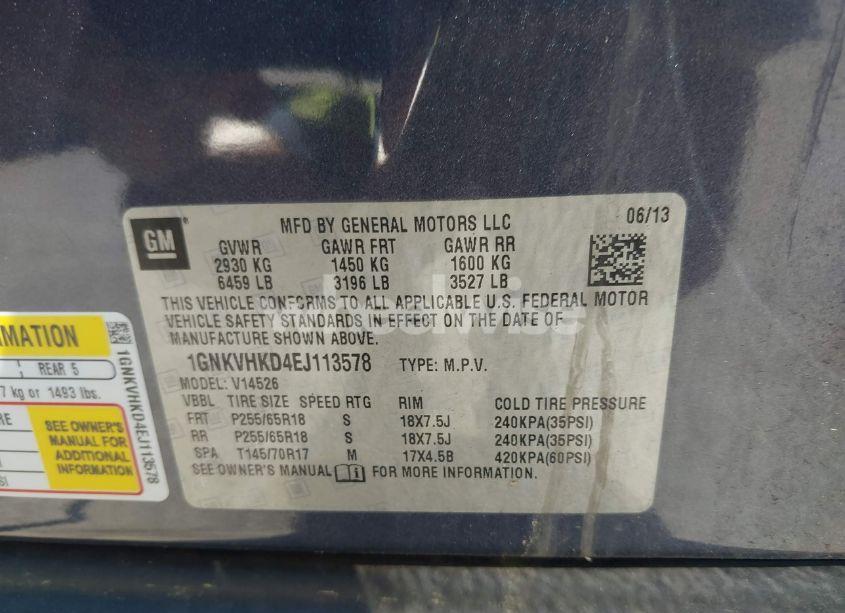 GM
MFD BY GENERAL MOTORS LLC 06/13
GVWR GAWR FRT GAWR RR
2930 KG 1450 KG 1600 KG
6459 LB 3196 LB 3527 LB
THIS VEHICLE CONFORMS TO ALL APPLICABLE U.S. FEDERAL MOTOR
VEHICLE SAFETY STANDARDS IN EFFECT ON THE DATE OF
MANUFACTURE SHOWN ABOVE.
1GNKVHKD4EJ113578 TYPE: M.P.V.
MODEL: V14526
VBBL TIRE SIZE SPEED RTG RIM COLD TIRE PRESSURE
FRT P255/65R18 S 18X7.5J 240KPA(35PSI)
RR P255/65R18 S 18X7.5J 240KPA(35PSI)
SPA T145/70R17 M 17X4.5B 420KPA(60PSI)
SEE OWNER'S MANUAL FOR MORE INFORMATION.
REAR 5
7 kg or 1493 lbs.
SEE OWNER'S
MANUAL FOR
ADDITIONAL
INFORMATION
1GNKVHKD4EJ113578